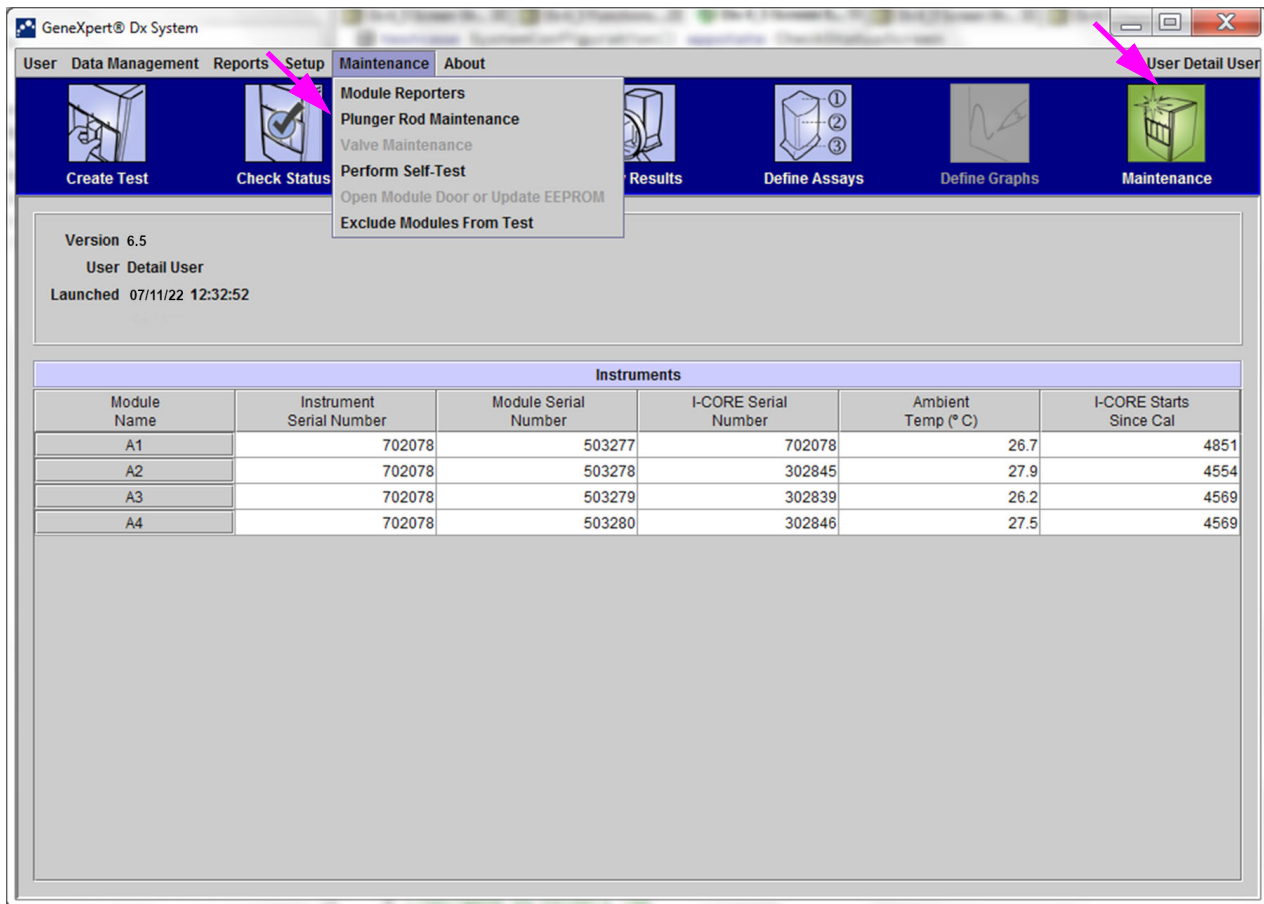 GeneXpert® Dx System
User Data Management Reports Setup Maintenance About User Detail User
Module Reporters
Plunger Rod Maintenance
Valve Maintenance
Perform Self-Test
Open Module Door or Update EEPROM
Exclude Modules From Test
Create Test Check Status Results Define Assays Define Graphs Maintenance
Version 6.5
User Detail User
Launched 07/11/22 12:32:52
Instruments
Module Name Instrument Serial Number Module Serial Number I-CORE Serial Number Ambient Temp (º C) I-CORE Starts Since Cal
A1 702078 503277 702078 26.7 4851
A2 702078 503278 302845 27.9 4554
A3 702078 503279 302839 26.2 4569
A4 702078 503280 302846 27.5 4569